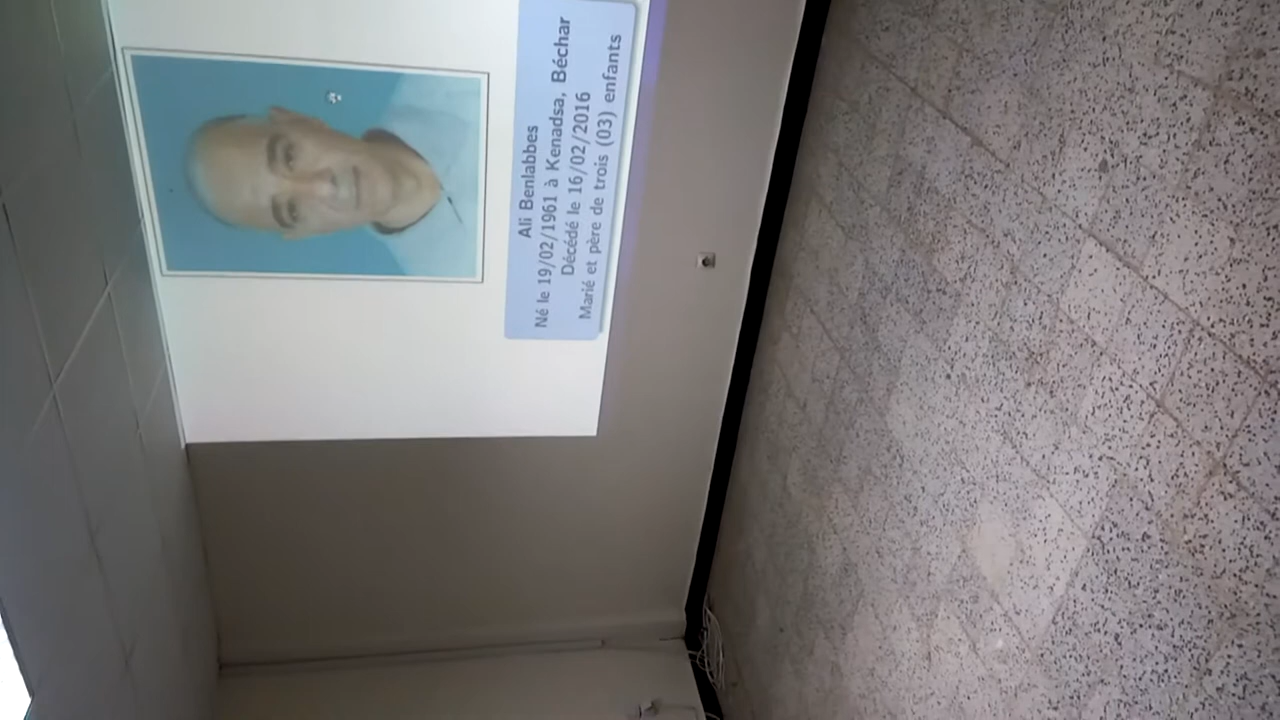 Ali Benlabbes
Né le 19/02/1961 à Kenadsa, Béchar
Décédé le 16/02/2016
Marié et père de trois (03) enfants